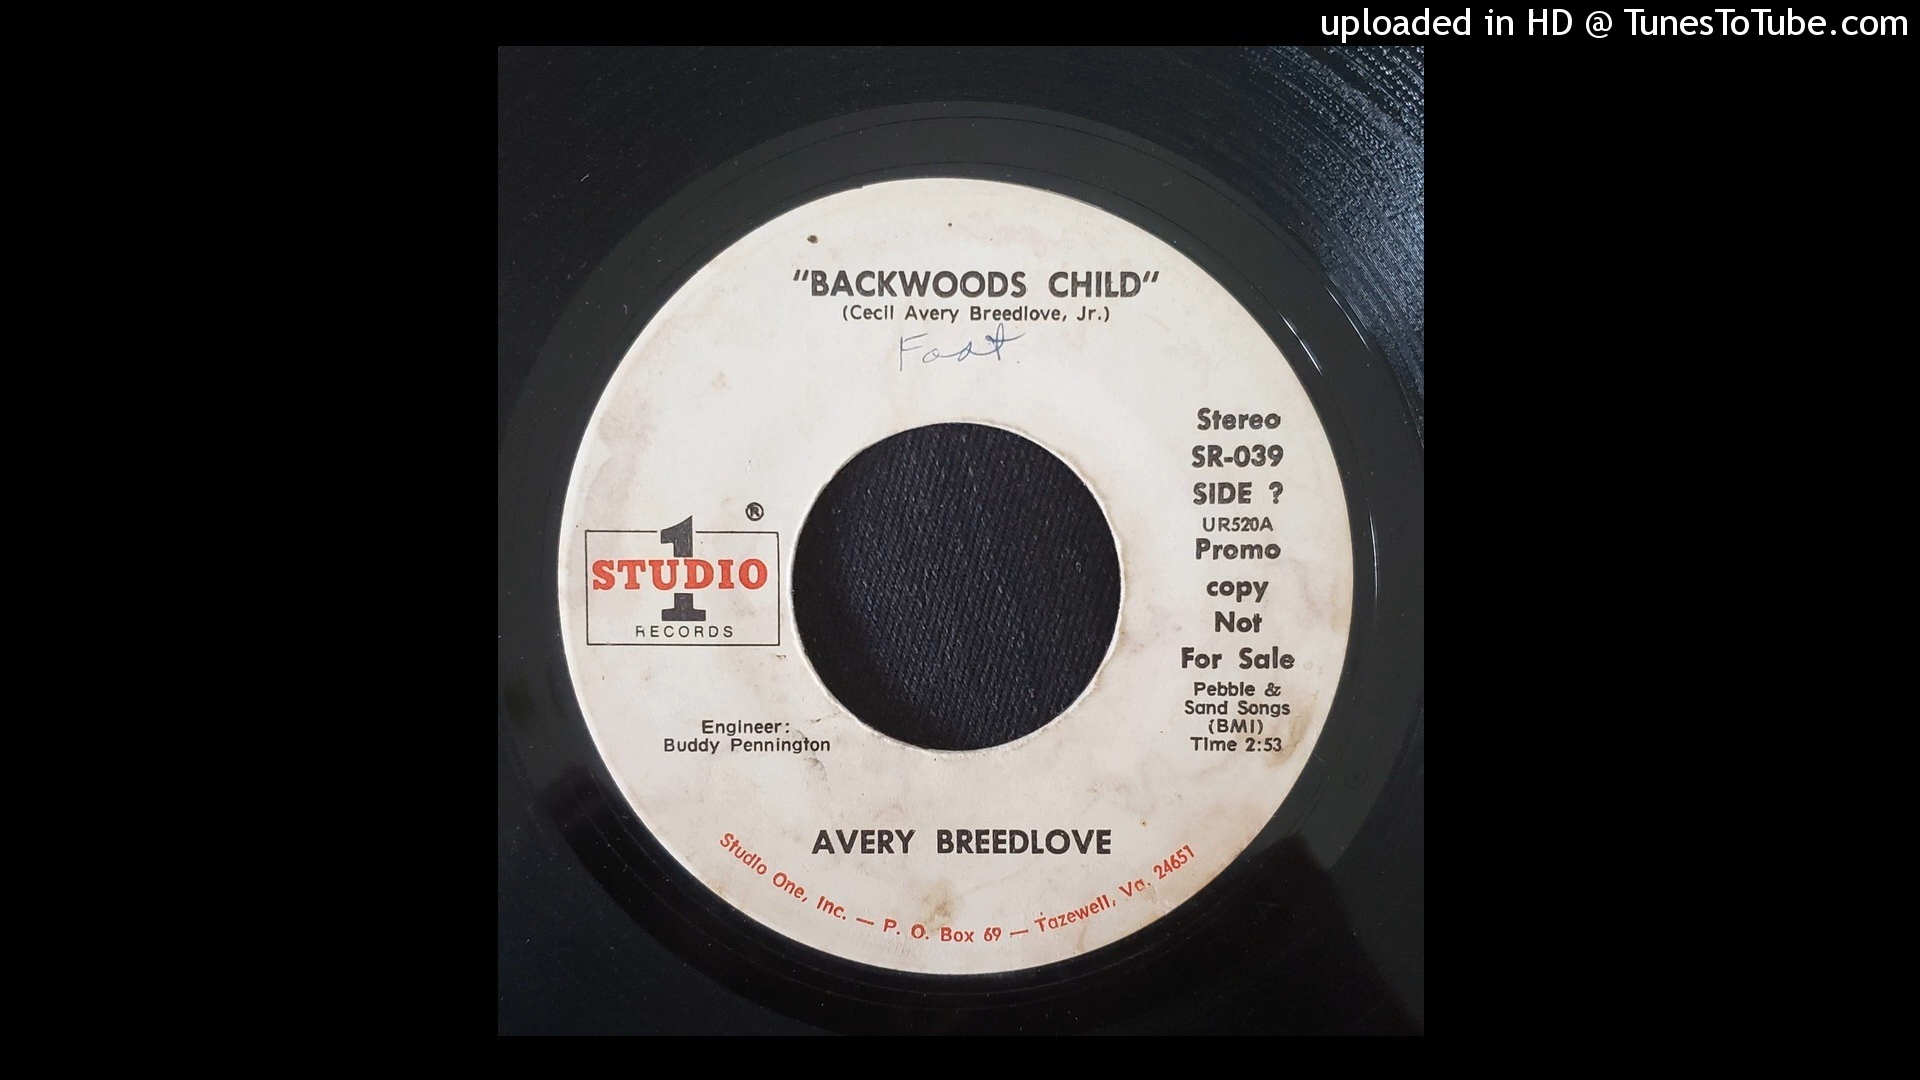 uploaded in HD @ TunesToTube.com
"BACKWOODS CHILD"
(Cecil Avery Breedlove, Jr.)
Fast
Stereo
SR-039
SIDE ?
UR520A
Promo
copy
Not
For Sale
Pebble &
Sand Songs
(BMI)
Time 2:53
®
1
STUDIO
RECORDS
Engineer:
Buddy Pennington
AVERY BREEDLOVE
Studio One, Inc. — P. O. Box 69 — Tazewell, Va. 24651